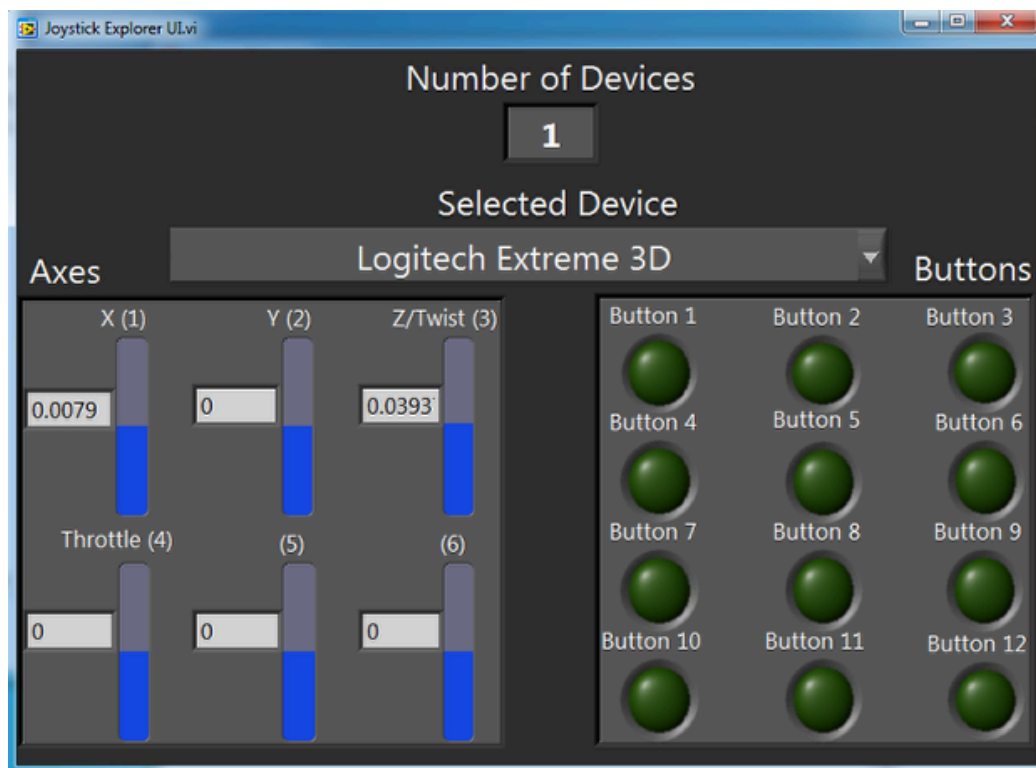 Joystick Explorer UI.vi
Number of Devices
1
Selected Device
Logitech Extreme 3D
Axes
Buttons
X (1)
Y (2)
Z/Twist (3)
0.0079
0
0.0393
Throttle (4)
(5)
(6)
0
0
0
Button 1
Button 2
Button 3
Button 4
Button 5
Button 6
Button 7
Button 8
Button 9
Button 10
Button 11
Button 12